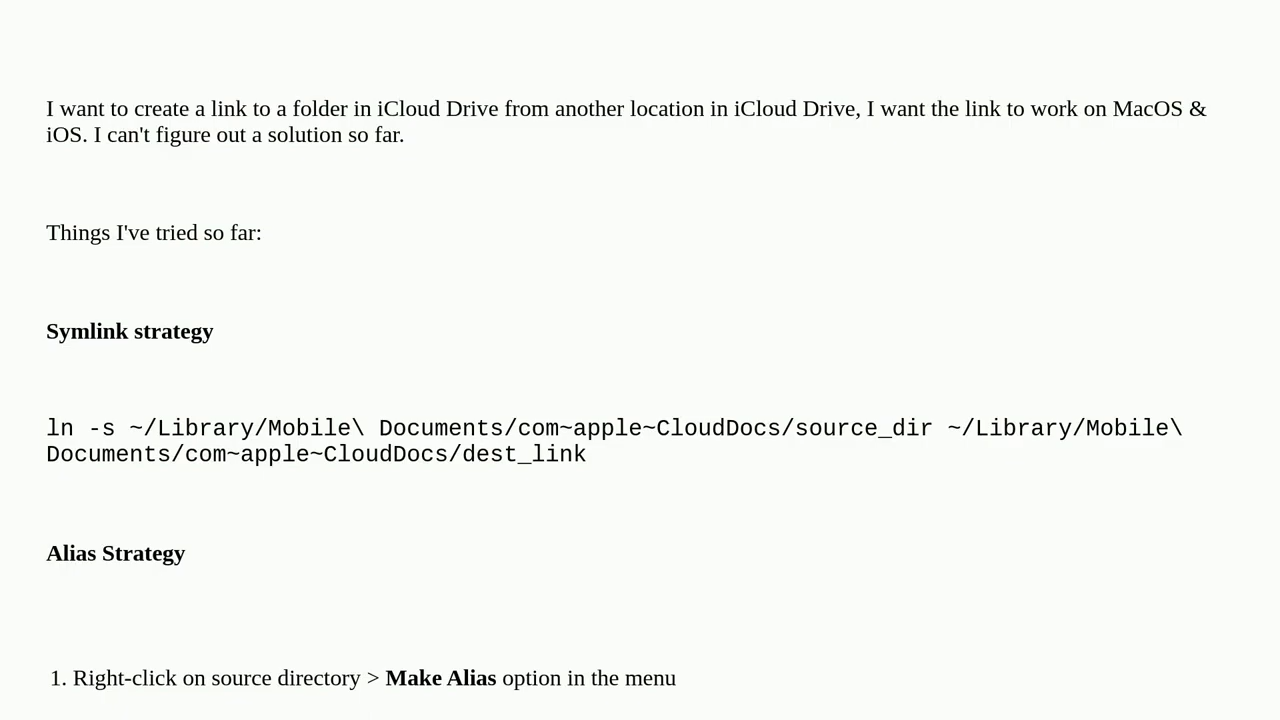 I want to create a link to a folder in iCloud Drive from another location in iCloud Drive, I want the link to work on MacOS &
iOS. I can't figure out a solution so far.
Things I've tried so far:
Symlink strategy
ln -s ~/Library/Mobile\ Documents/com~apple~CloudDocs/source_dir ~/Library/Mobile\
Documents/com~apple~CloudDocs/dest_link
Alias Strategy
1. Right-click on source directory > Make Alias option in the menu